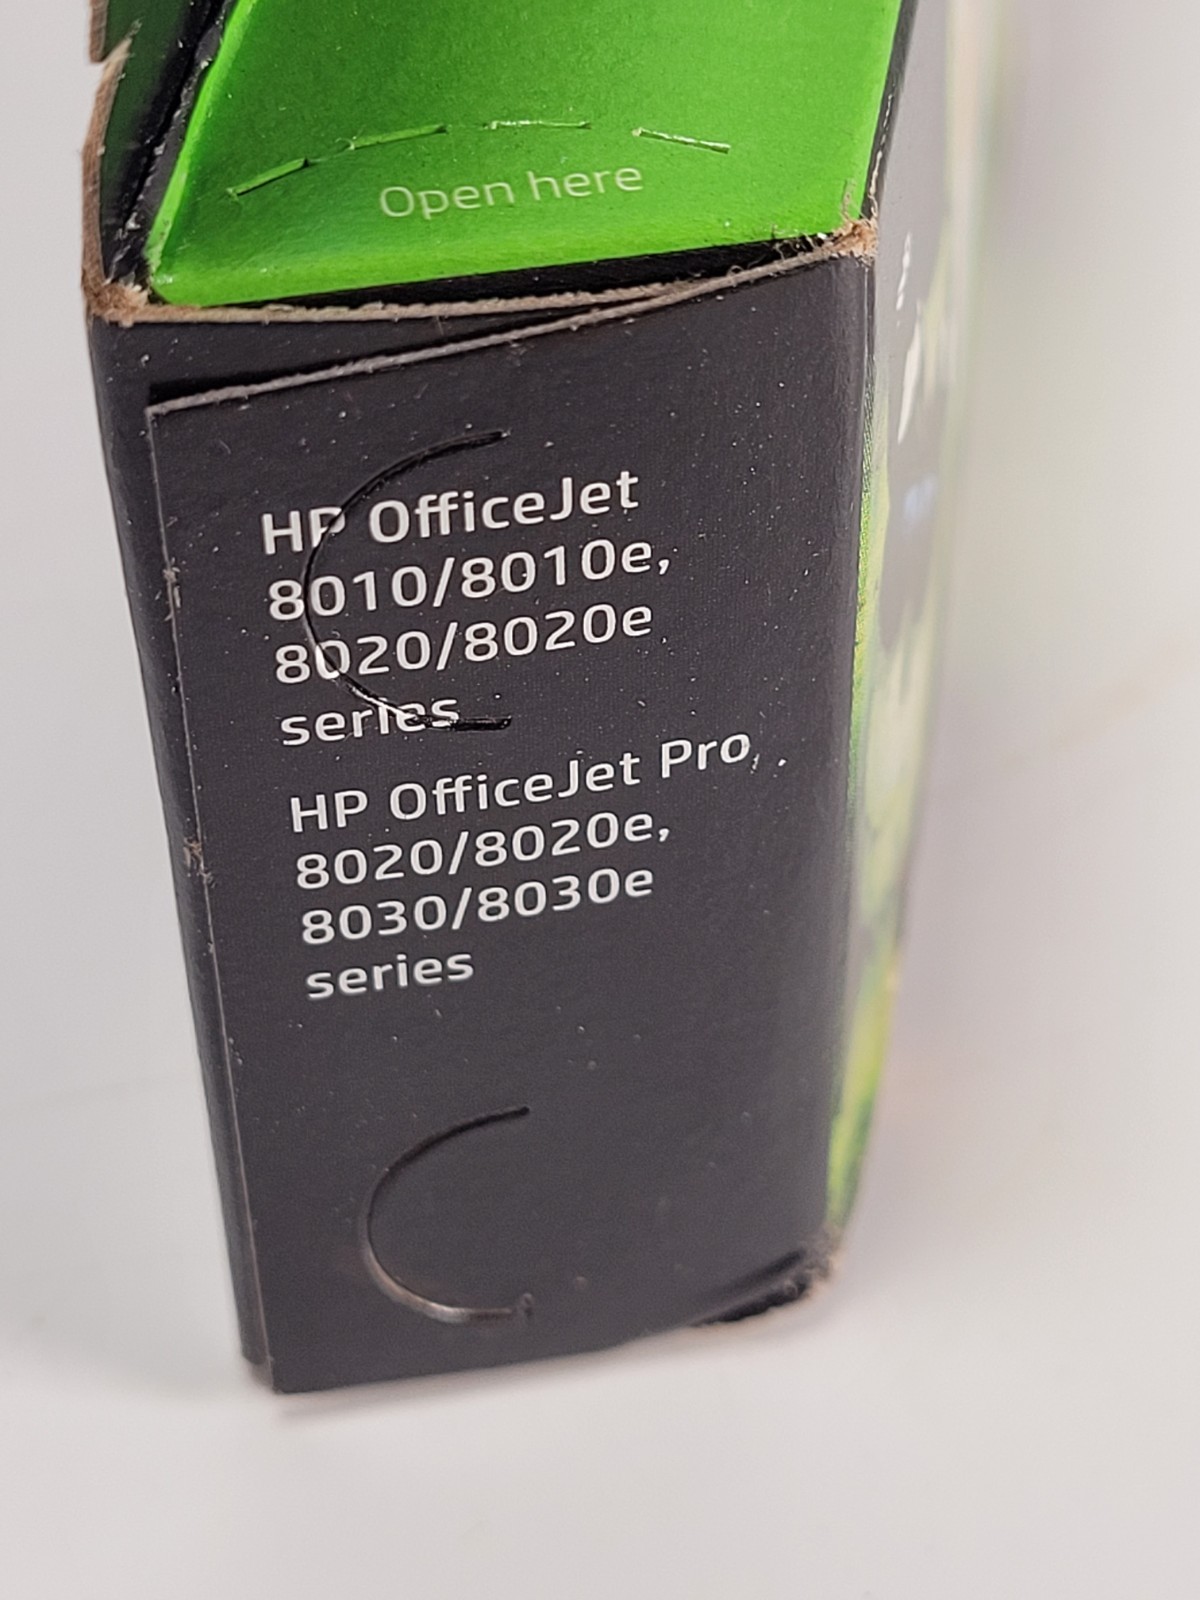 Open here
HP OfficeJet
8010/8010e,
8020/8020e
series
HP OfficeJet Pro
8020/8020e,
8030/8030e
series